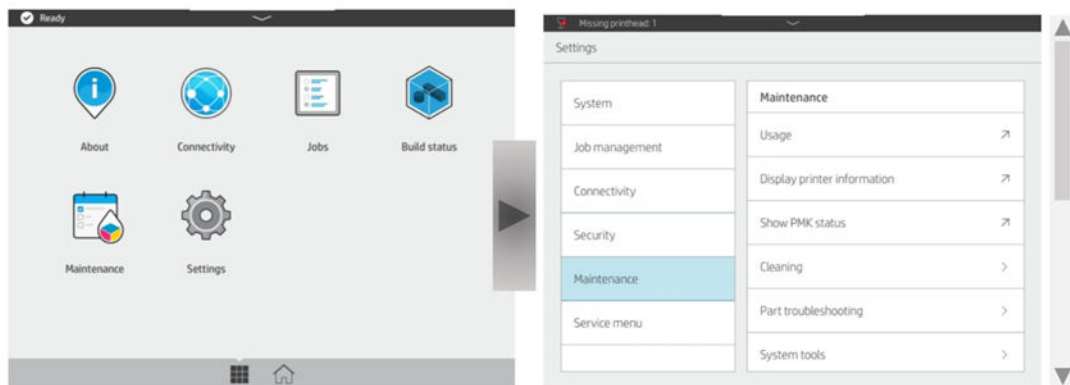 Ready
About
Connectivity
Jobs
Build status
Maintenance
Settings
Missing printhead: 1
Settings
System
Job management
Connectivity
Security
Maintenance
Service menu
Maintenance
Usage
Display printer information
Show PMK status
Cleaning
Part troubleshooting
System tools